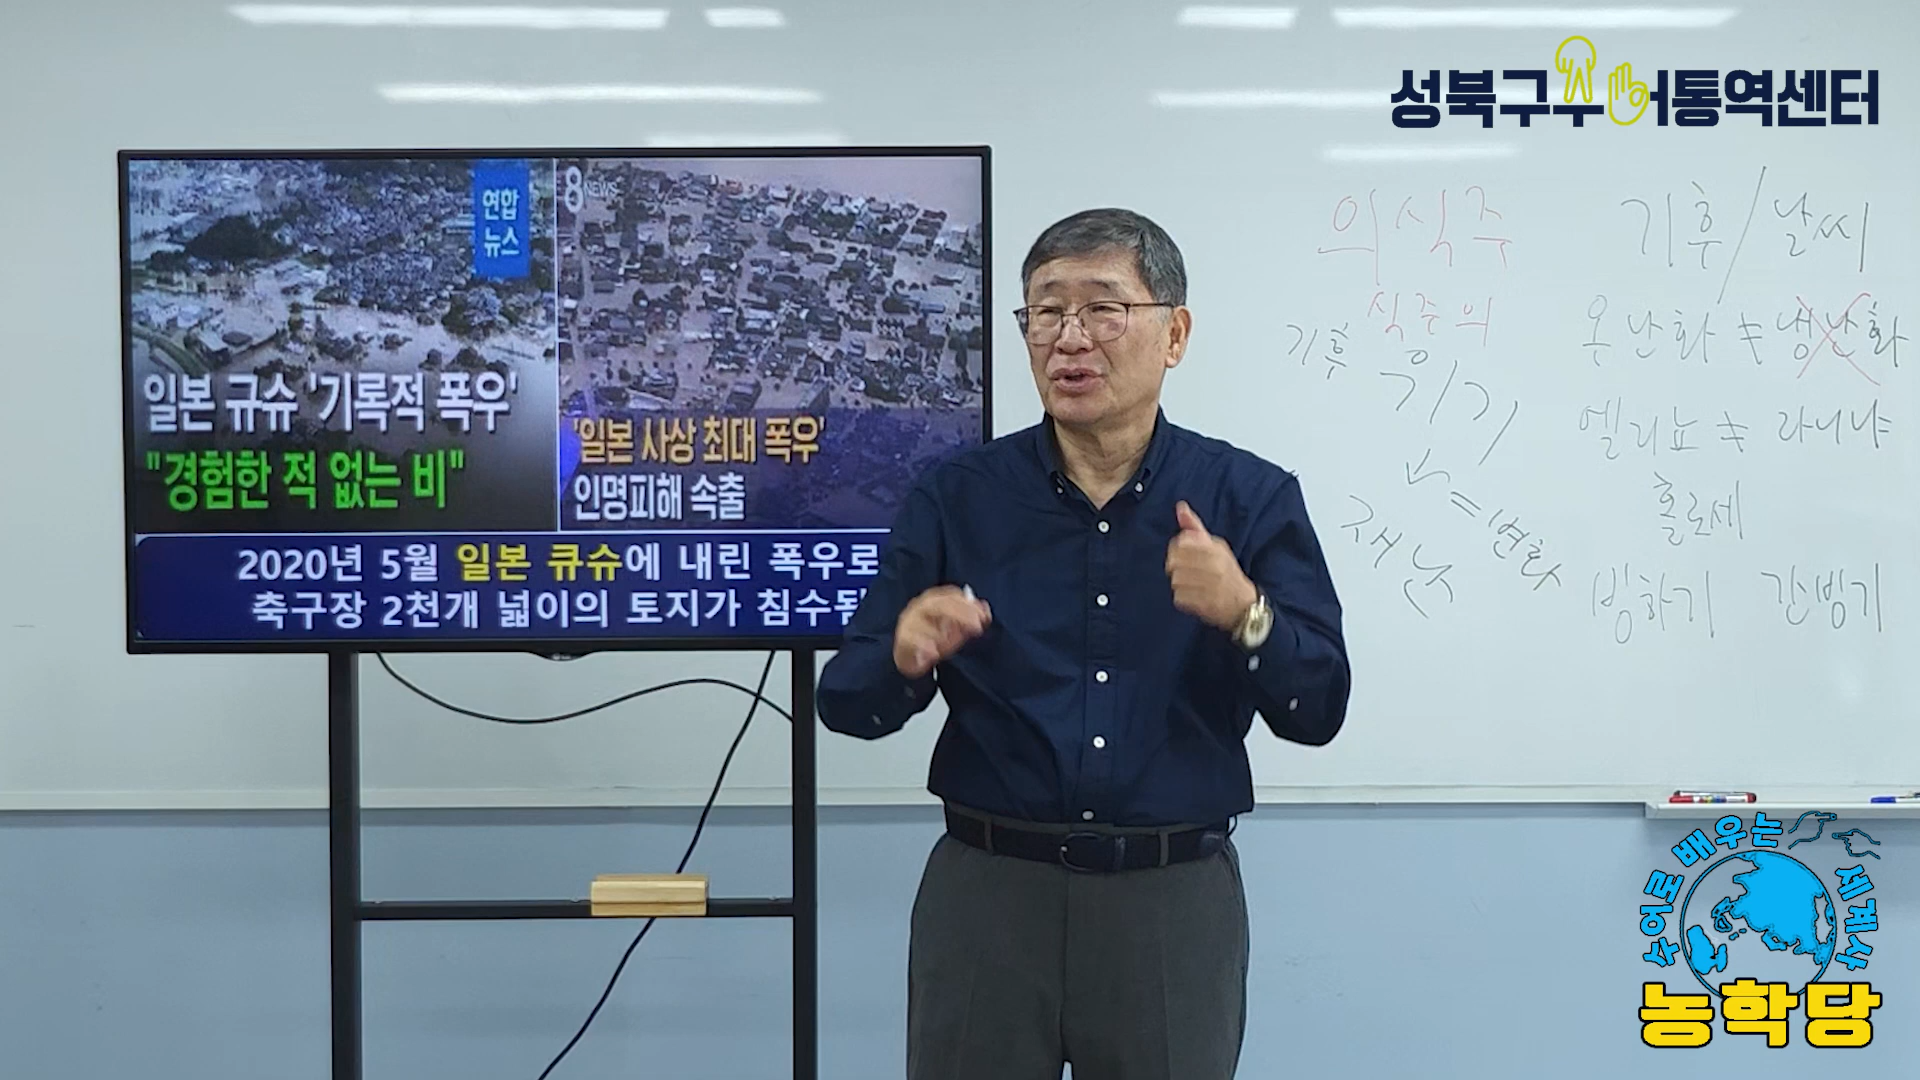 성북구수어통역센터
연합
뉴스
일본 규슈 '기록적 폭우'
"경험한 적 없는 비"
8 NEWS
'일본 사상 최대 폭우'
인명피해 속출
2020년 5월 일본 큐슈에 내린 폭우로
축구장 2천개 넓이의 토지가 침수됨
의식주
식주의
기후
= 변화
기후/날씨
온난화 ≠ 냉난화
엘리뇨 ≠ 라니냐
홀로세
빙하기 간빙기
수어로 배우는 세계사
농학당